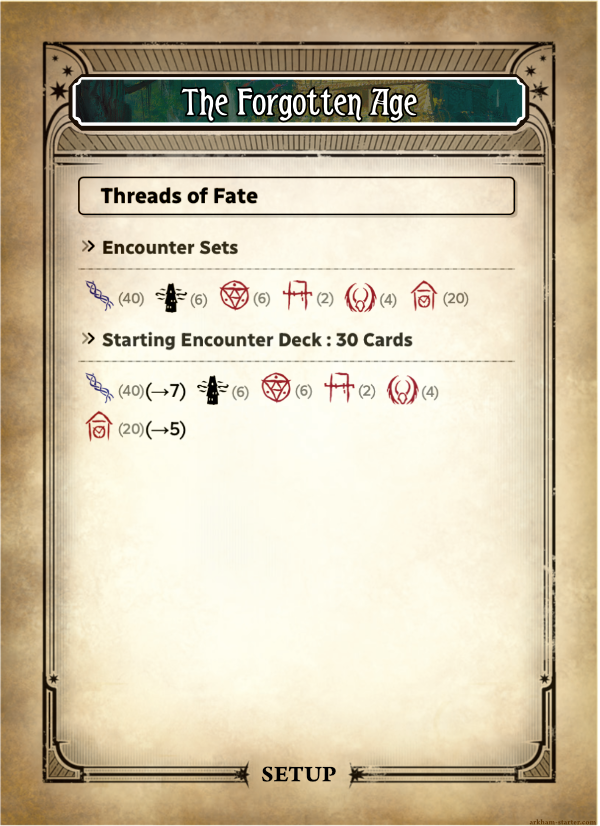 The Forgotten Age
Threads of Fate
» Encounter Sets
(40) (6) (6) (2) (4) (20)
» Starting Encounter Deck : 30 Cards
(40)(→7) (6) (6) (2) (4)
(20)(→5)
SETUP
arkham-starter.com